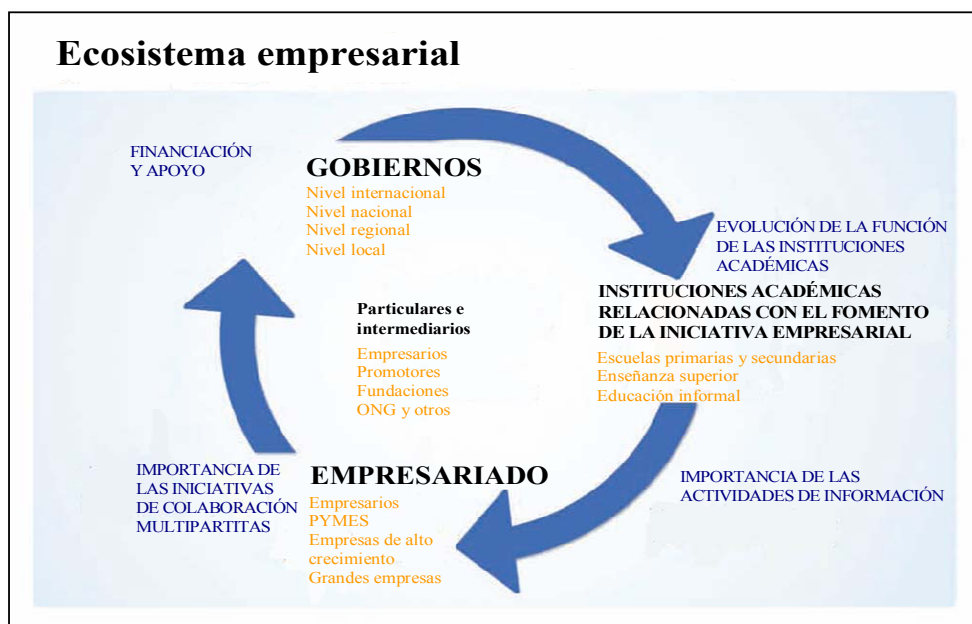 Ecosistema empresarial
FINANCIACIÓN
Y APOYO
GOBIERNOS
Nivel internacional
Nivel nacional
Nivel regional
Nivel local
EVOLUCIÓN DE LA FUNCIÓN
DE LAS INSTITUCIONES
ACADÉMICAS
INSTITUCIONES ACADÉMICAS
RELACIONADAS CON EL FOMENTO
DE LA INICIATIVA EMPRESARIAL
Escuelas primarias y secundarias
Enseñanza superior
Educación informal
Particulares e
intermediarios
Empresarios
Promotores
Fundaciones
ONG y otros
IMPORTANCIA DE LAS
ACTIVIDADES DE INFORMACIÓN
EMPRESARIADO
Empresarios
PYMES
Empresas de alto
crecimiento
Grandes empresas
IMPORTANCIA DE
LAS INICIATIVAS
DE COLABORACIÓN
MULTIPARTITAS